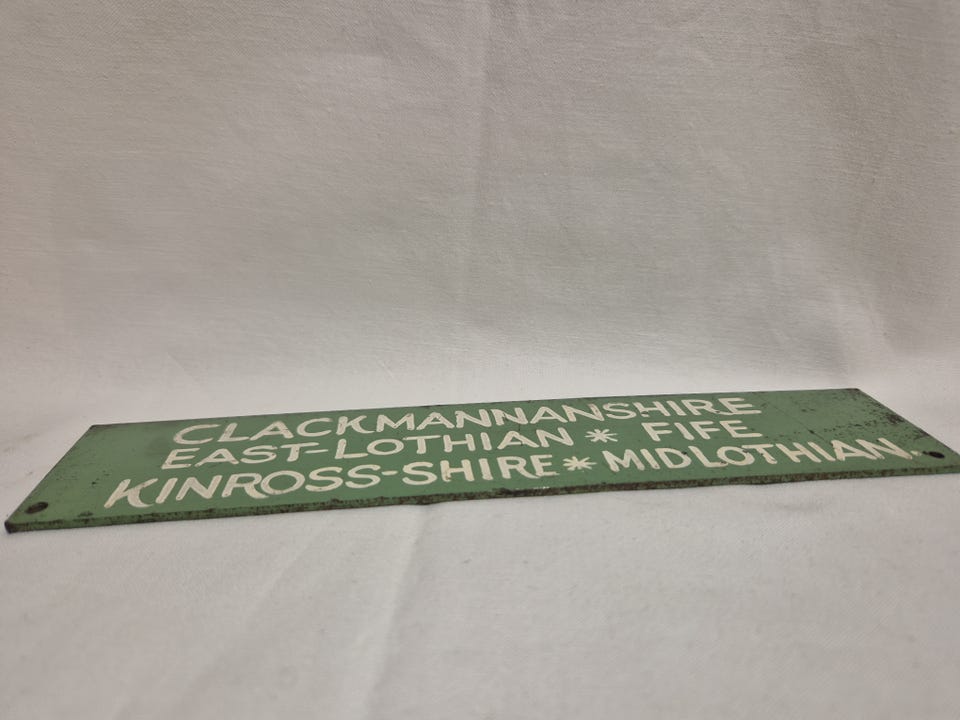 CLACKMANNANSHIRE
EAST-LOTHIAN * FIFE
KINROSS-SHIRE * MIDLOTHIAN.